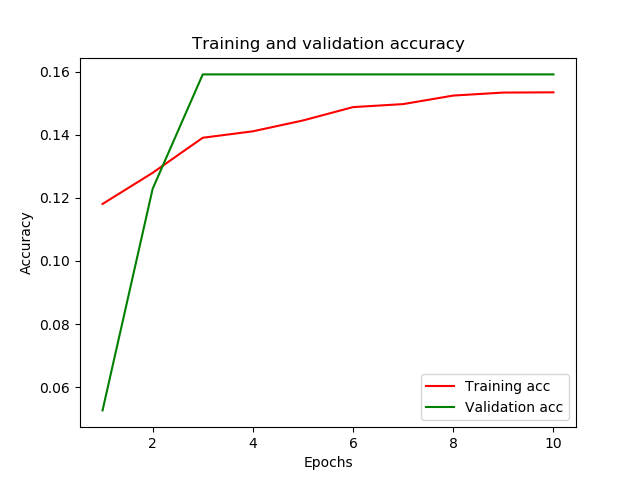 Training and validation accuracy
0.16
0.14
0.12
0.10
0.08
0.06
Accuracy
2
4
6
8
10
Epochs
Training acc
Validation acc